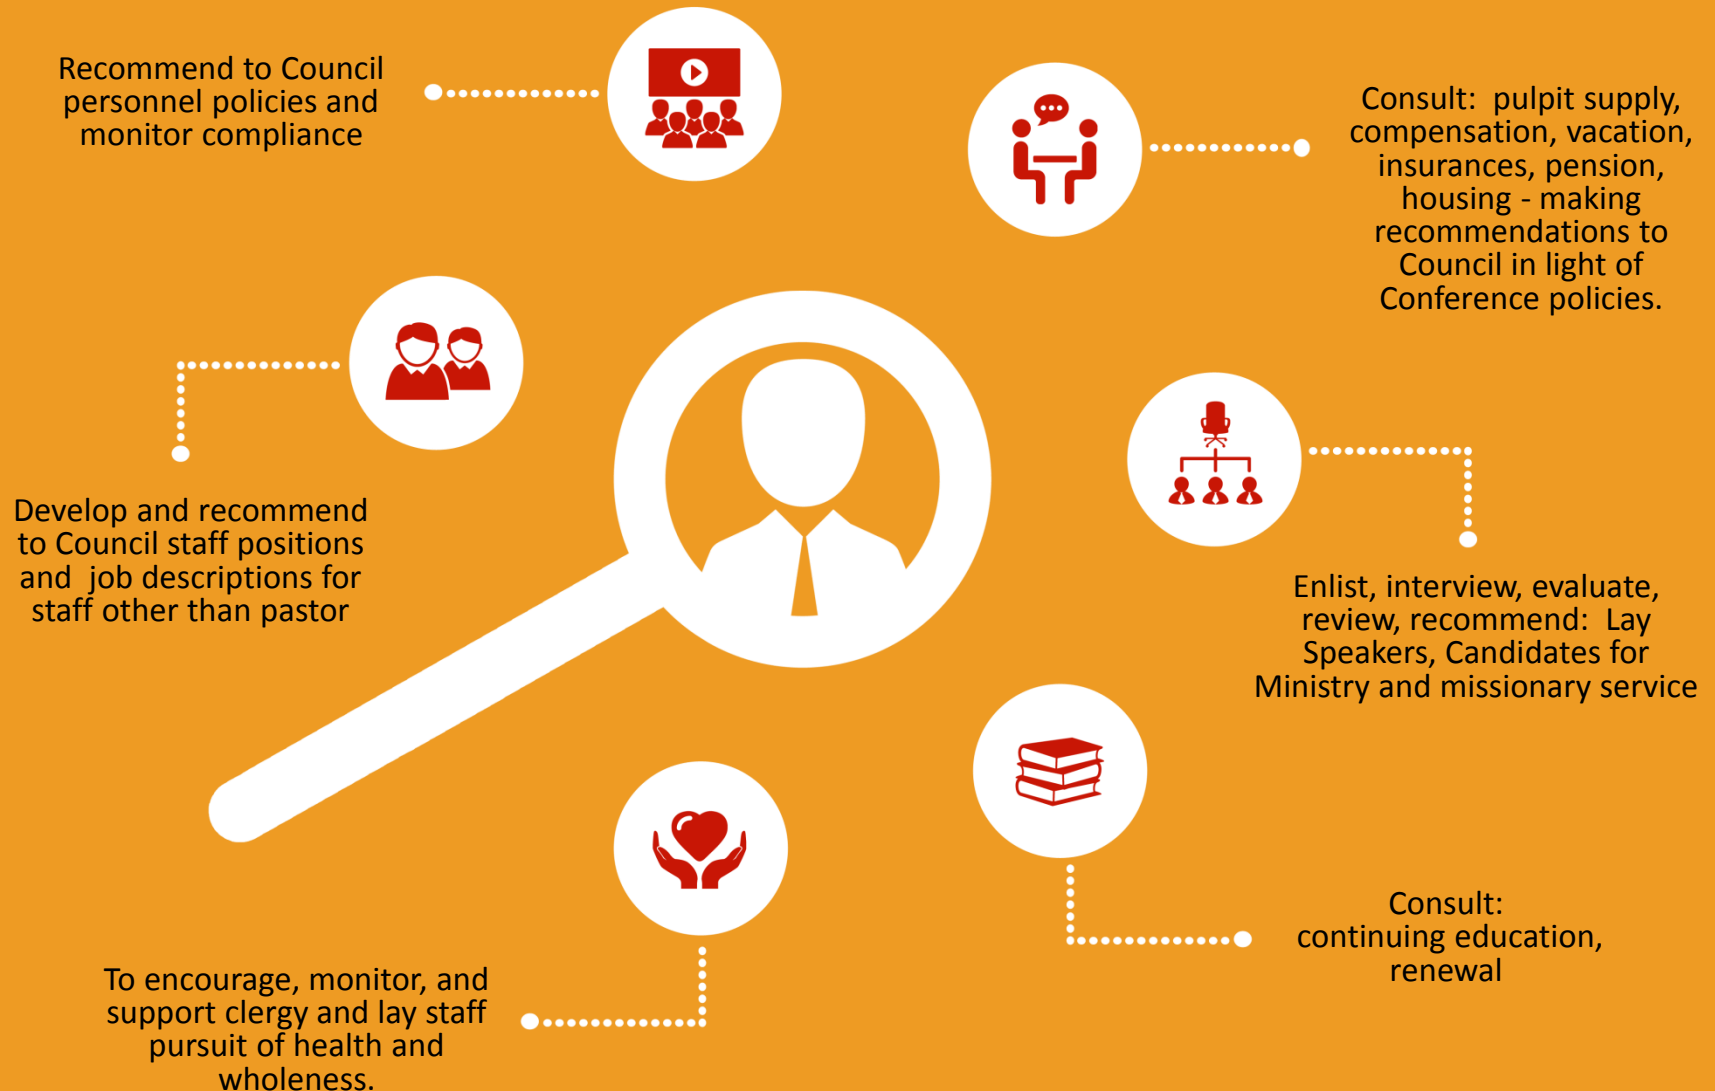 Recommend to Council
personnel policies and
monitor compliance
Consult:  pulpit supply,
compensation, vacation,
insurances, pension,
housing - making
recommendations to
Council in light of
Conference policies.
Develop and recommend
to Council staff positions
and  job descriptions for
staff other than pastor
Enlist, interview, evaluate,
review, recommend:  Lay
Speakers, Candidates for
Ministry and missionary service
To encourage, monitor, and
support clergy and lay staff
pursuit of health and
wholeness.
Consult:
continuing education,
renewal